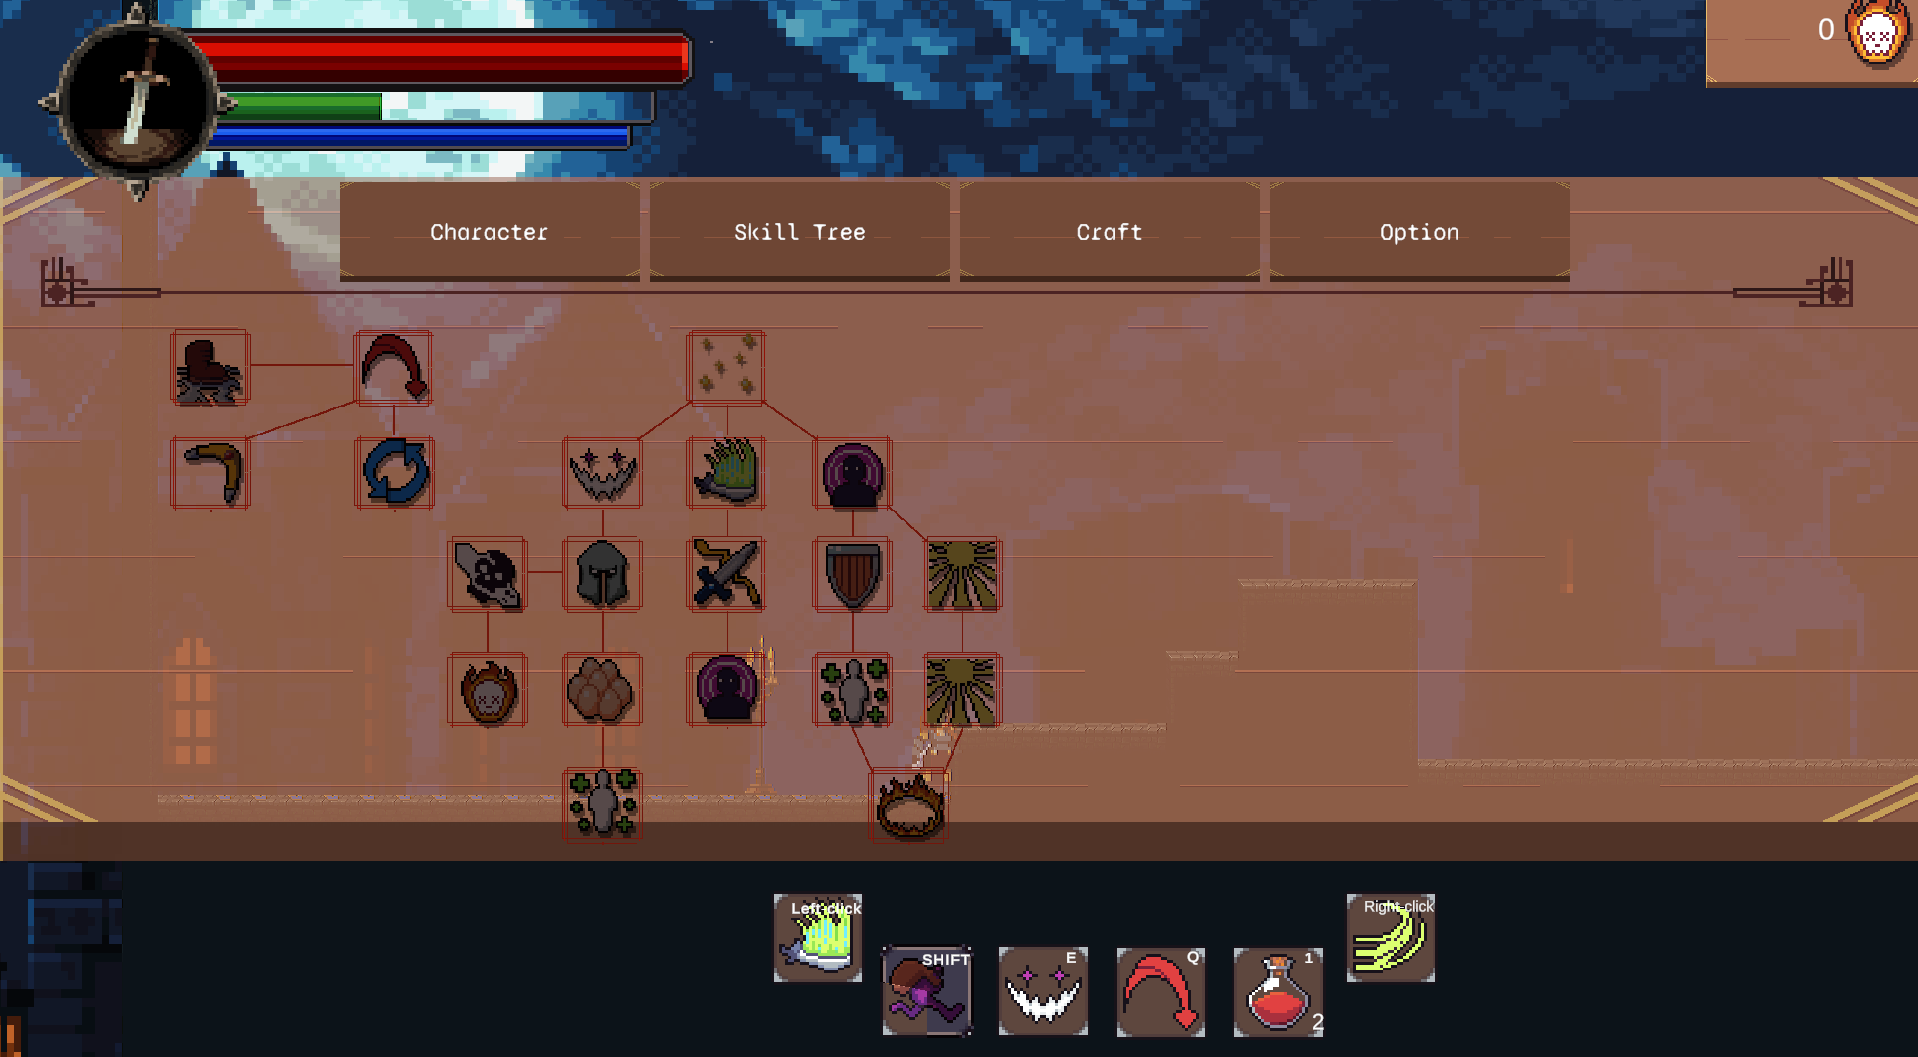 0
Character
Skill Tree
Craft
Option
Left click
Right click
SHIFT
E
Q
1
2